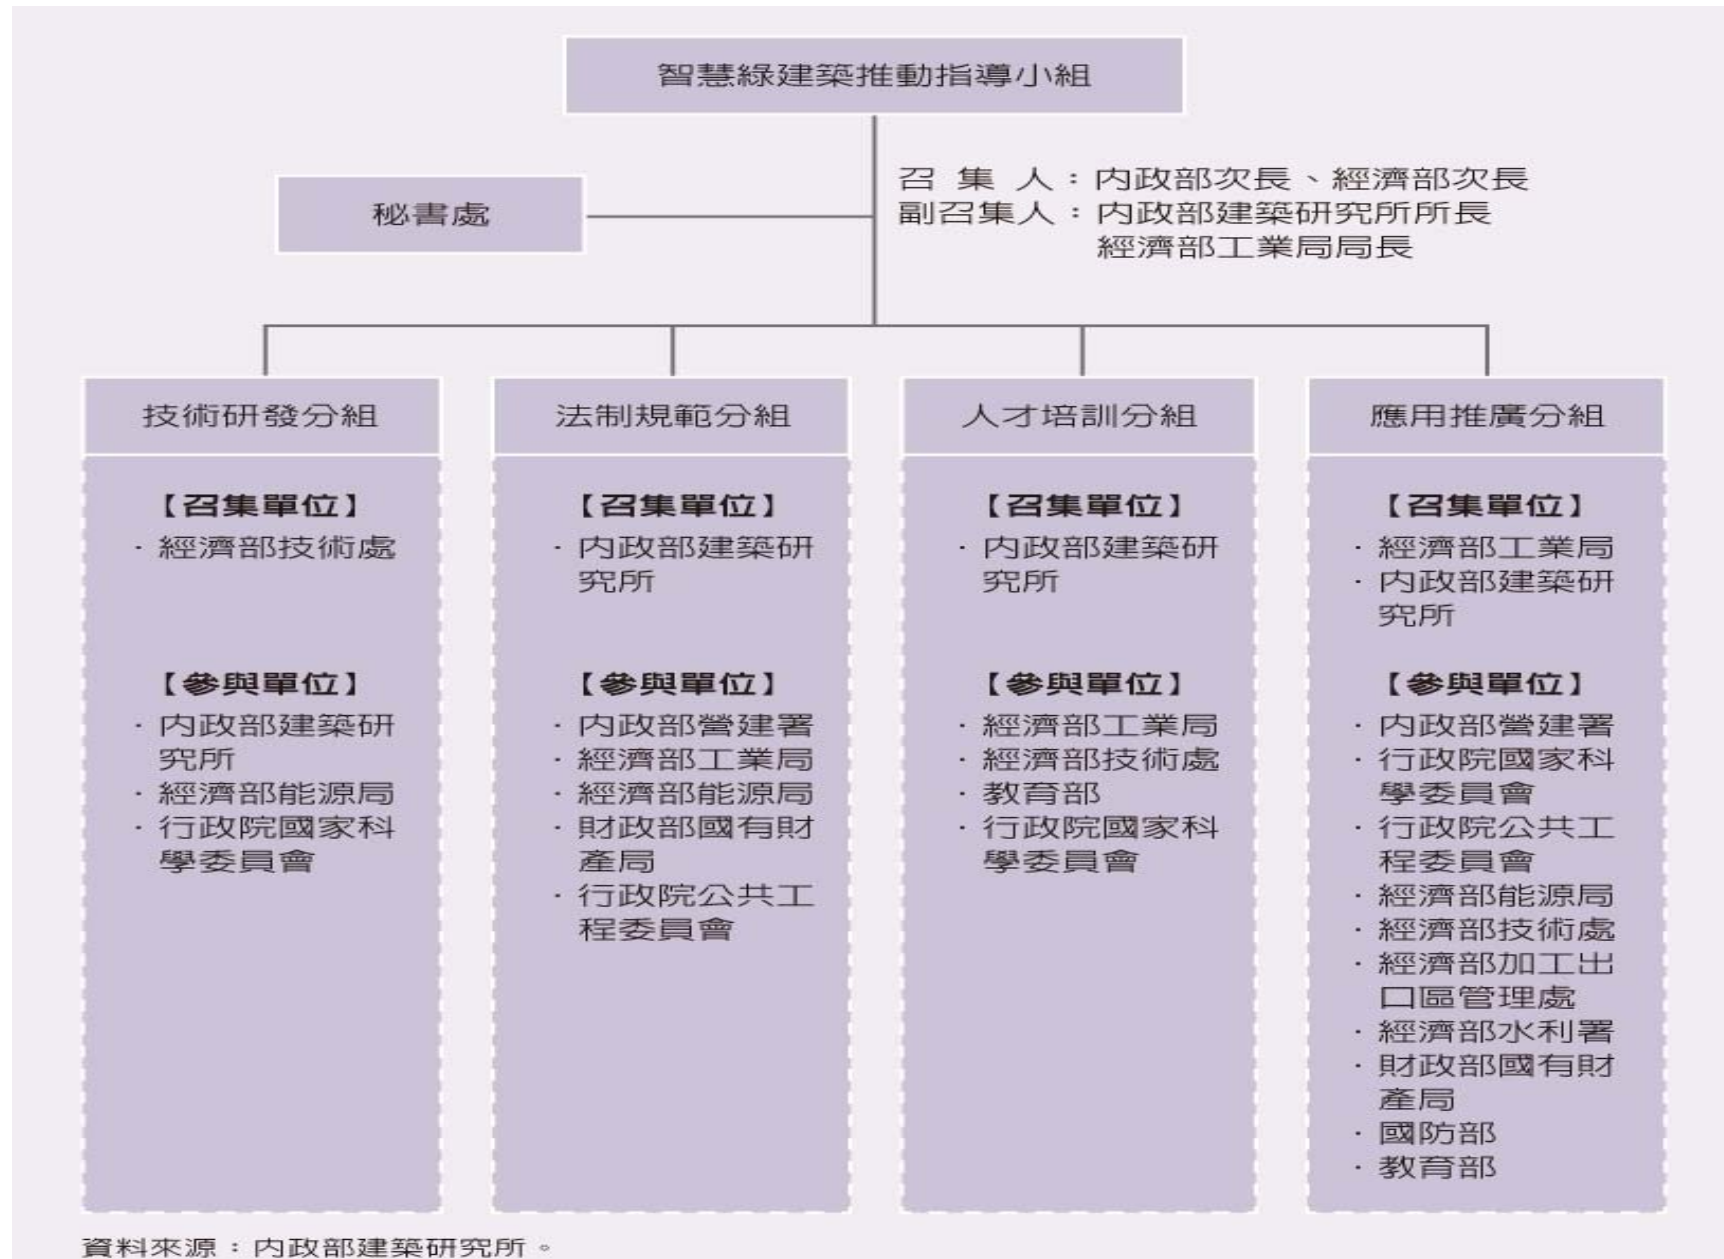 智慧綠建築推動指導小組
秘書處
召 集 人：內政部次長、經濟部次長
副召集人：內政部建築研究所所長
經濟部工業局局長
技術研發分組
【召集單位】
· 經濟部技術處
【參與單位】
· 內政部建築研
究所
· 經濟部能源局
· 行政院國家科
學委員會
法制規範分組
【召集單位】
· 內政部建築研
究所
【參與單位】
· 內政部營建署
· 經濟部工業局
· 經濟部能源局
· 財政部國有財
產局
· 行政院公共工
程委員會
人才培訓分組
【召集單位】
· 內政部建築研
究所
【參與單位】
· 經濟部工業局
· 經濟部技術處
· 教育部
· 行政院國家科
學委員會
應用推廣分組
【召集單位】
· 經濟部工業局
· 內政部建築研
究所
【參與單位】
· 內政部營建署
· 行政院國家科
學委員會
· 行政院公共工
程委員會
· 經濟部能源局
· 經濟部技術處
· 經濟部加工出
口區管理處
· 經濟部水利署
· 財政部國有財
產局
· 國防部
· 教育部
資料來源：內政部建築研究所。